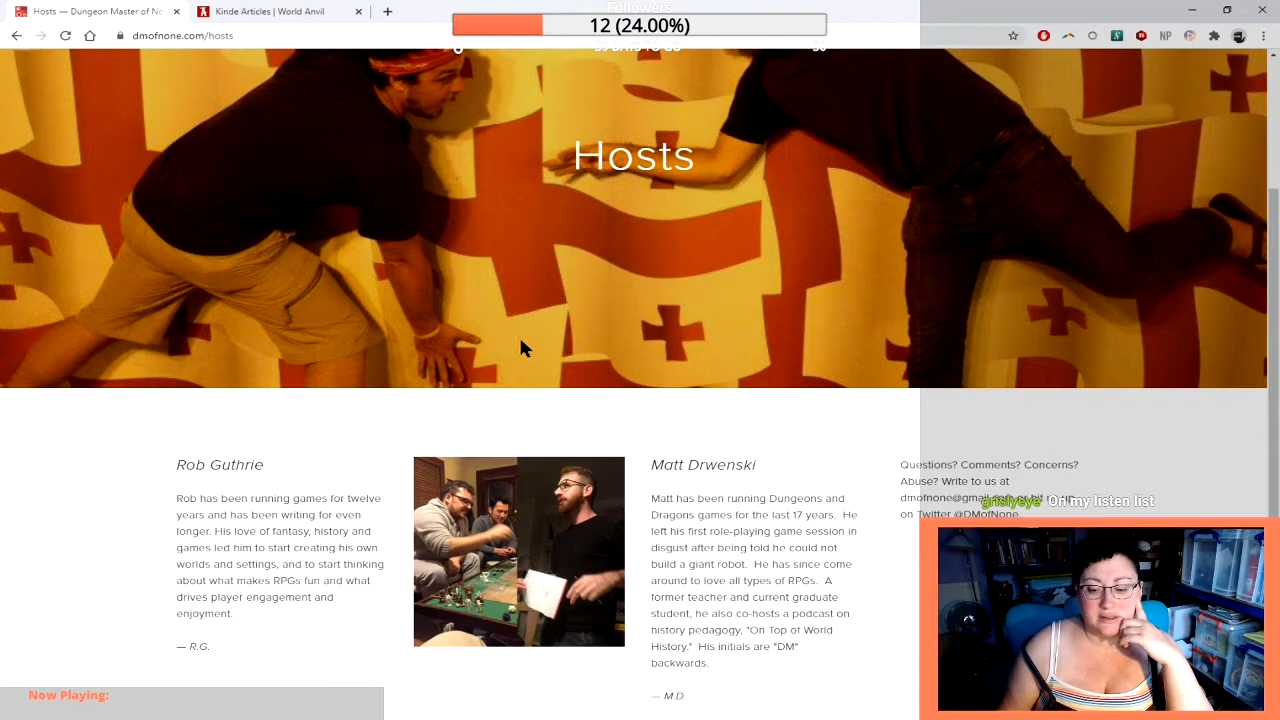 Followers
Hosts — Dungeon Master of No
Kinde Articles | World Anvil
12 (24.00%)
dmofnone.com/hosts
NP
Hosts
Rob Guthrie
Rob has been running games for twelve
years and has been written even
longer. His love of fantasy, history and
games led him to start creating his own
worlds and settings, and to start thinking
about what makes RPGs fun and what
drives player engagement and
enjoyment.
— R.G.
Matt Drwenski
Matt has been running Dungeons and
Dragons games for the last 17 years. He
left his first role-playing game session in
disgust after being told he could not
build a giant robot. He has since come
around to love all types of RPGs. A
former teacher and current graduate
student, he also co-hosts a podcast on
history pedagogy, "On Top of World
History." His initials are "DM"
backwards.
— M.D.
Questions? Comments? Concerns?
Abuse? Write to us at
on Twitter @DMofNone.
grislyeye On my listen list
Now Playing: